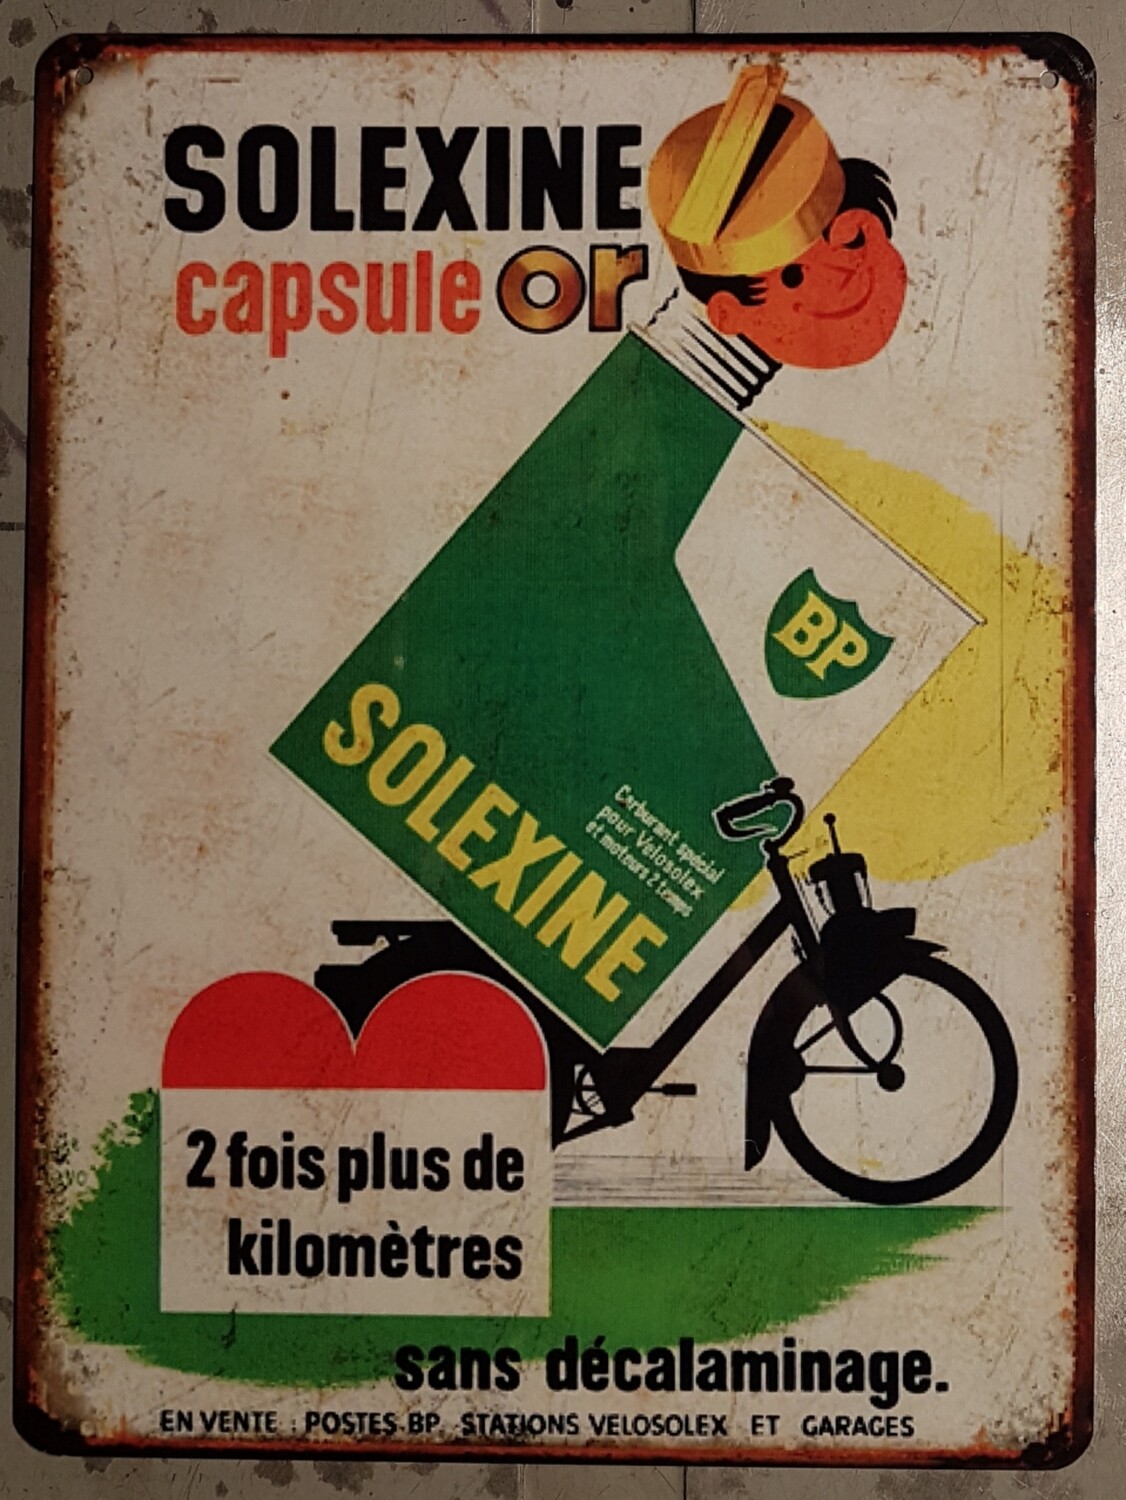 SOLEXINE
capsule or
BP
SOLEXINE
Carburant spécial
pour Velosolex
et moteurs 2 temps
2 fois plus de
kilomètres
sans décalaminage.
EN VENTE : POSTES BP STATIONS VELOSOLEX ET GARAGES